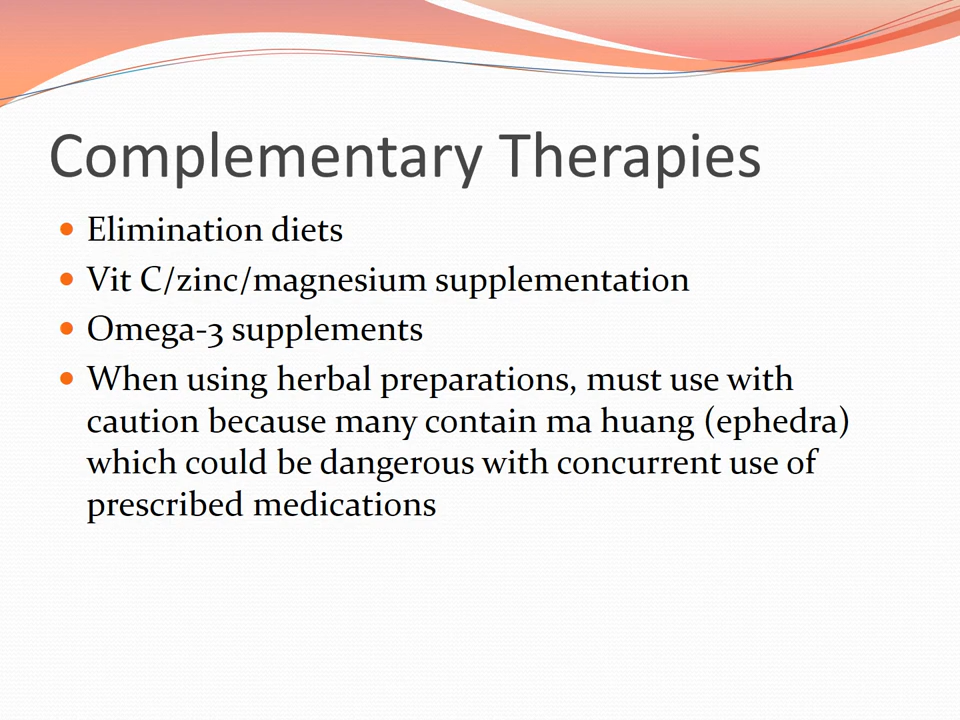 Complementary Therapies
Elimination diets
Vit C/zinc/magnesium supplementation
Omega-3 supplements
When using herbal preparations, must use with
caution because many contain ma huang (ephedra)
which could be dangerous with concurrent use of
prescribed medications